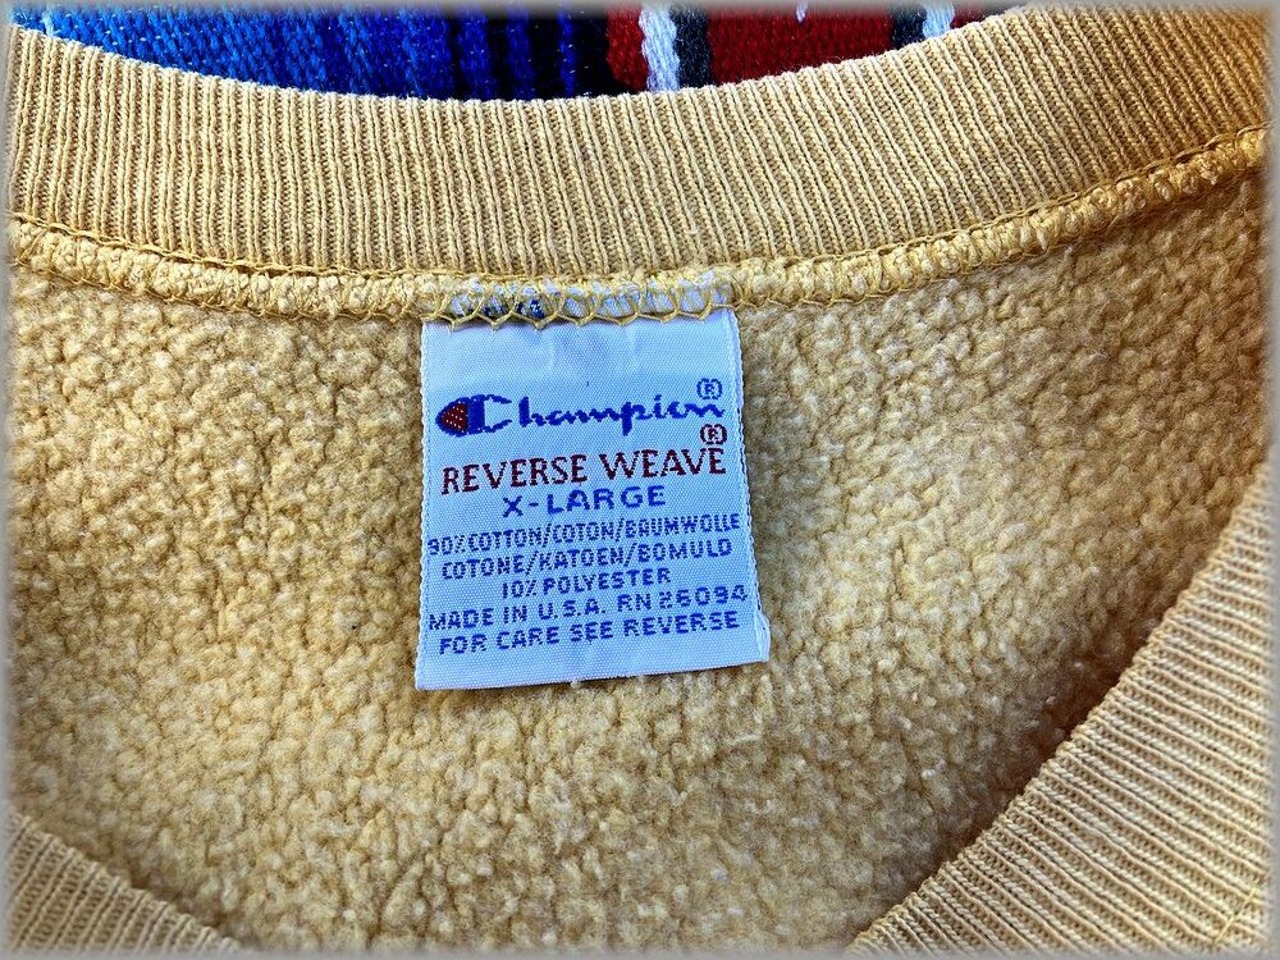 Champion®
REVERSE WEAVE®
X-LARGE
90% COTTON/COTON/BAUMWOLLE
COTONE/KATOEN/BOMULD
10% POLYESTER
MADE IN U.S.A. RN 26094
FOR CARE SEE REVERSE